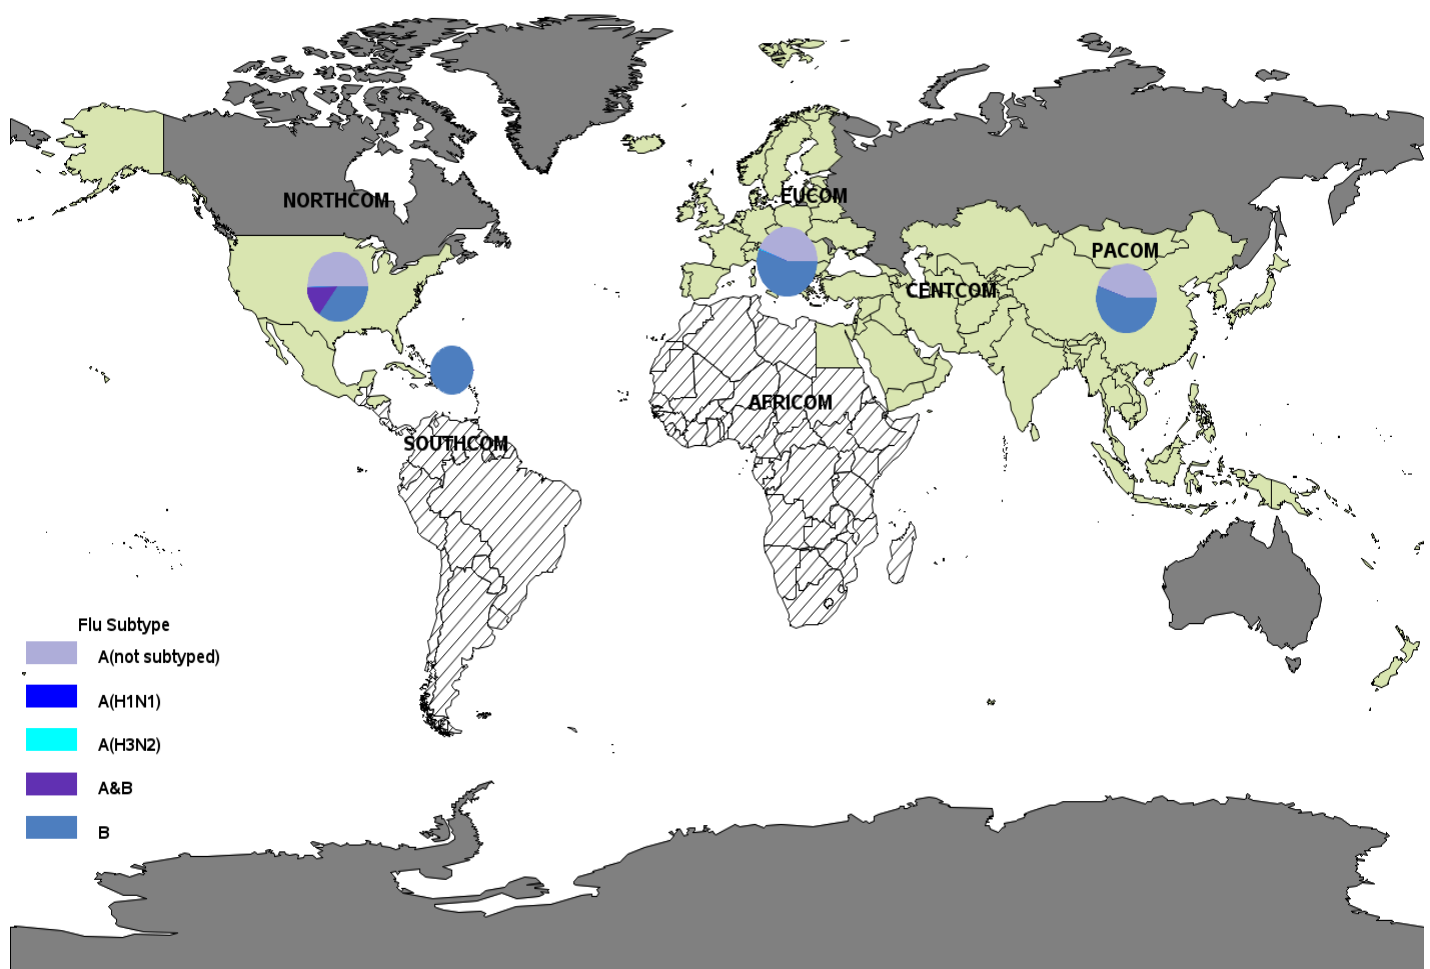 EUCOM
NORTHCOM
PACOM
CENTCOM
AFRICOM
SOUTHCOM
Flu Subtype
A(not subtyped)
A(H1N1)
A(H3N2)
A&B
B